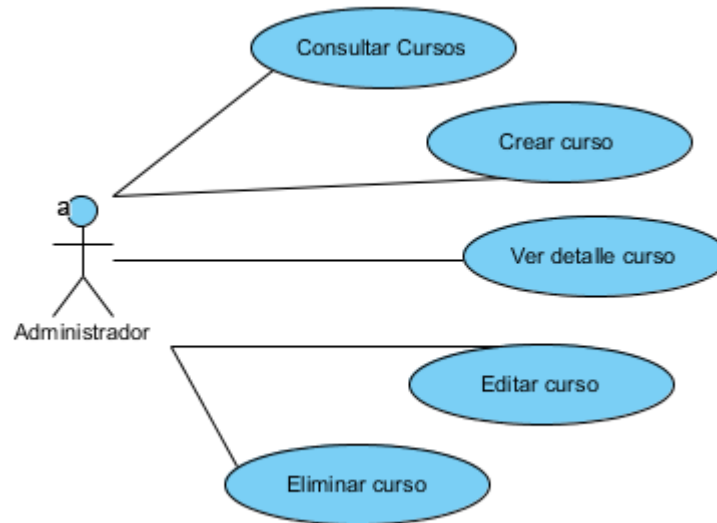 Consultar Cursos
Crear curso
a
Ver detalle curso
Administrador
Editar curso
Eliminar curso